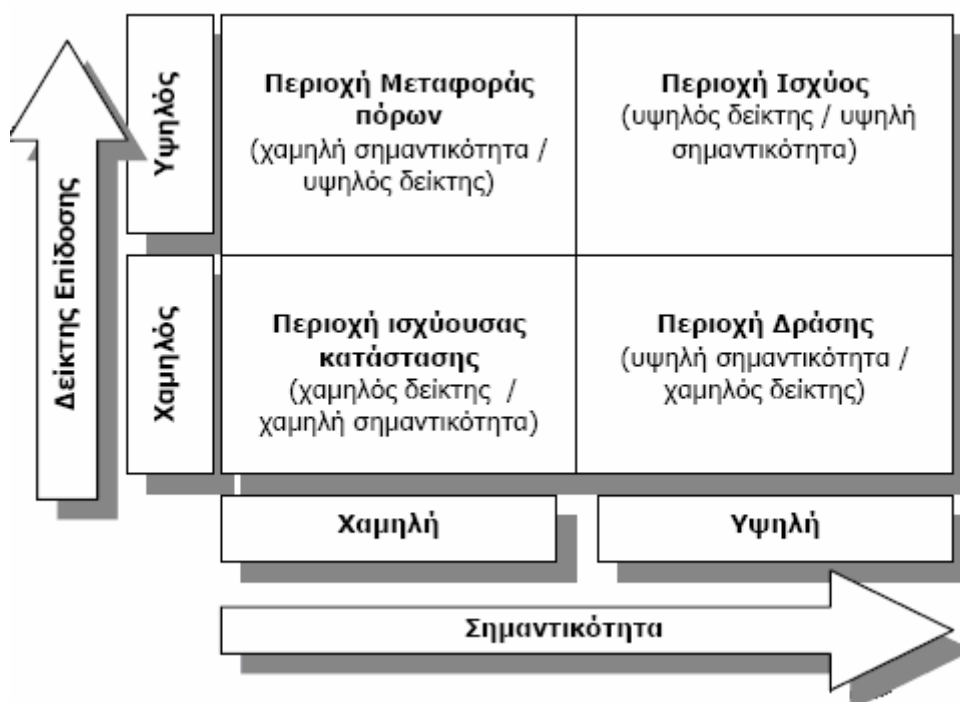 Δείκτης Επίδοσης
Υψηλός
Περιοχή Μεταφοράς
πόρων
(χαμηλή σημαντικότητα /
υψηλός δείκτης)
Περιοχή Ισχύος
(υψηλός δείκτης / υψηλή
σημαντικότητα)
Χαμηλός
Περιοχή ισχύουσας
κατάστασης
(χαμηλός δείκτης /
χαμηλή σημαντικότητα)
Περιοχή Δράσης
(υψηλή σημαντικότητα /
χαμηλός δείκτης)
Χαμηλή
Υψηλή
Σημαντικότητα